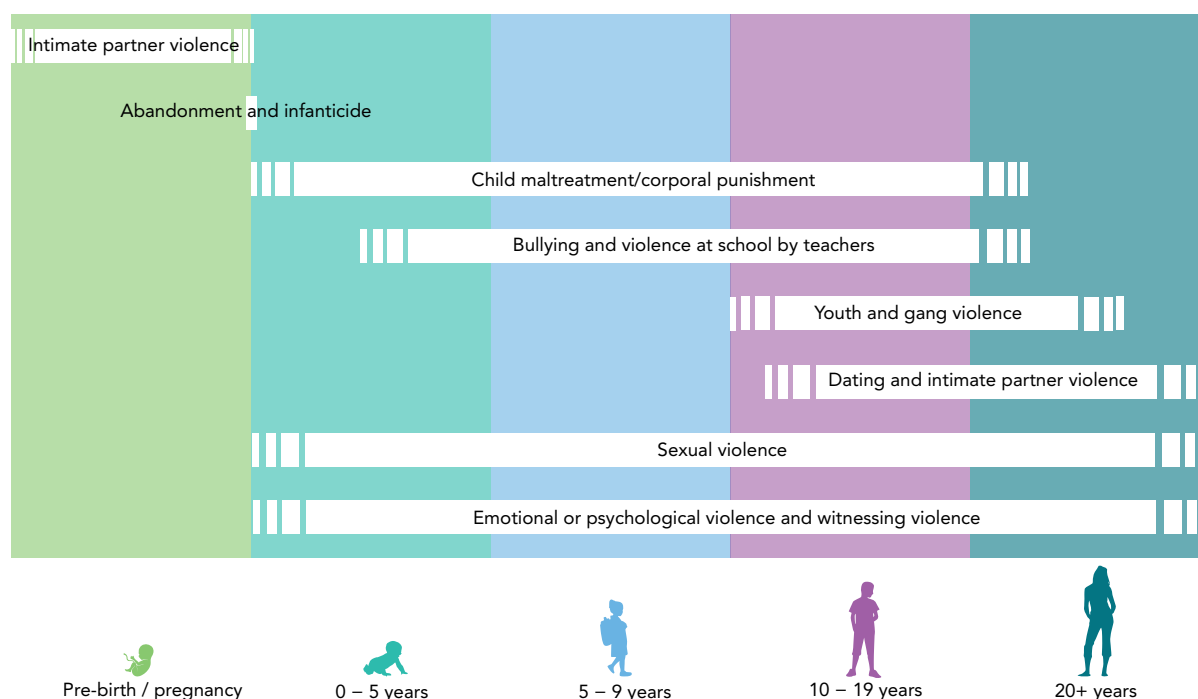 Intimate partner violence
Abandonment and infanticide
Child maltreatment/corporal punishment
Bullying and violence at school by teachers
Youth and gang violence
Dating and intimate partner violence
Sexual violence
Emotional or psychological violence and witnessing violence
Pre-birth / pregnancy
0 – 5 years
5 – 9 years
10 – 19 years
20+ years